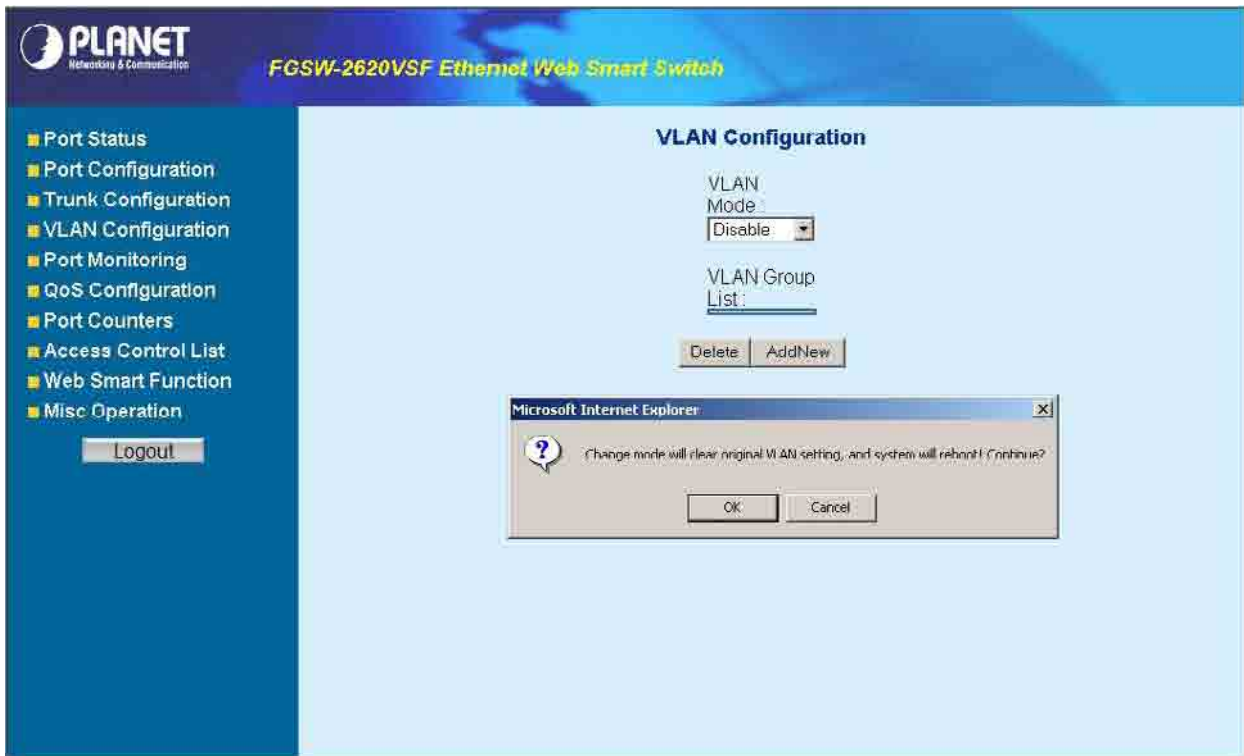 PLANET
Networking & Communication
FGSW-2620VSF Ethernet Web Smart Switch
Port Status
Port Configuration
Trunk Configuration
VLAN Configuration
Port Monitoring
QoS Configuration
Port Counters
Access Control List
Web Smart Function
Misc Operation
Logout
VLAN Configuration
VLAN
Mode :
Disable
VLAN Group
List :
Delete
AddNew
Microsoft Internet Explorer
Change mode will clear original VLAN setting, and system will reboot! Continue?
OK
Cancel